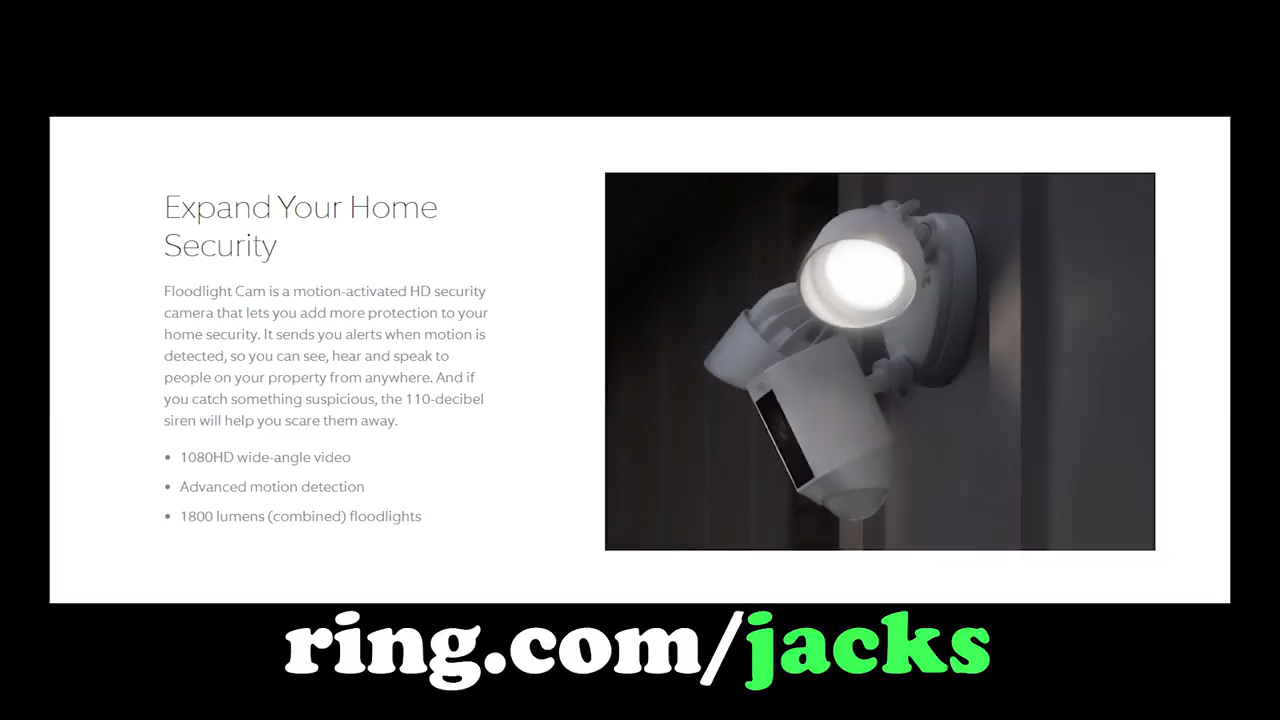 Expand Your Home
Security
Floodlight Cam is a motion-activated HD security
camera that lets you add more protection to your
home security. It sends you alerts when motion is
detected, so you can see, hear and speak to
people on your property from anywhere. And if
you catch something suspicious, the 110-decibel
siren will help you scare them away.
• 1080HD wide-angle video
• Advanced motion detection
• 1800 lumens (combined) floodlights
ring.com/jacks